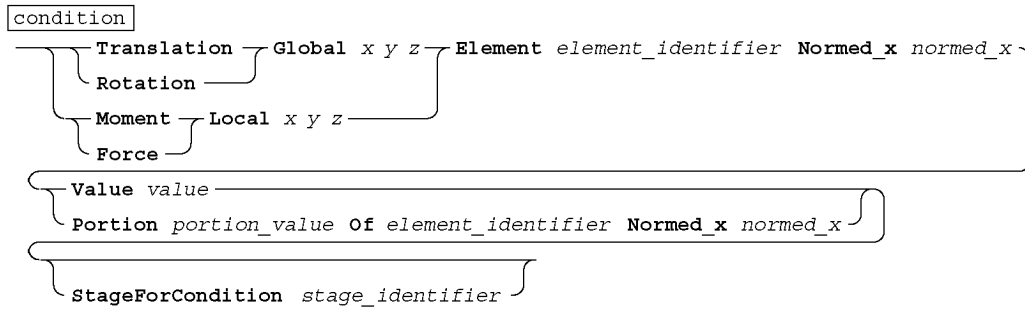 condition
Translation Global x y z Element element_identifier Normed_x normed_x
Rotation
Moment Local x y z
Force
Value value
Portion portion_value Of element_identifier Normed_x normed_x
StageForCondition stage_identifier